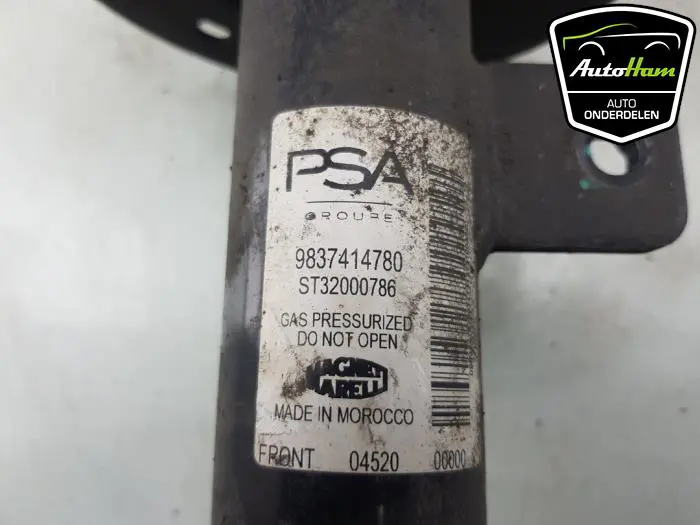 AutoHam
AUTO
ONDERDELEN
PSA
GROUPE
9837414780
ST32000786
GAS PRESSURIZED
DO NOT OPEN
MAGNETI
MARELLI
MADE IN MOROCCO
FRONT 04520 00000